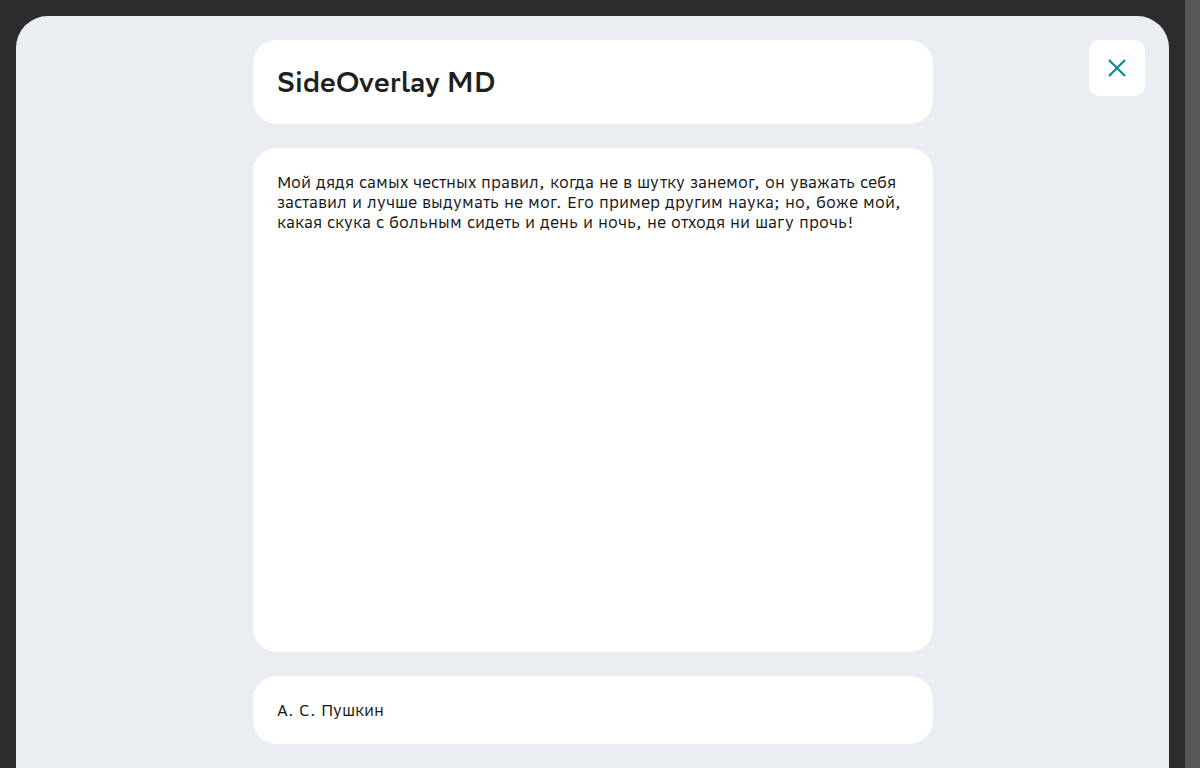 SideOverlay MD
Мой дядя самых честных правил, когда не в шутку занемог, он уважать себя
заставил и лучше выдумать не мог. Его пример другим наука; но, боже мой,
какая скука с больным сидеть и день и ночь, не отходя ни шагу прочь!
А. С. Пушкин